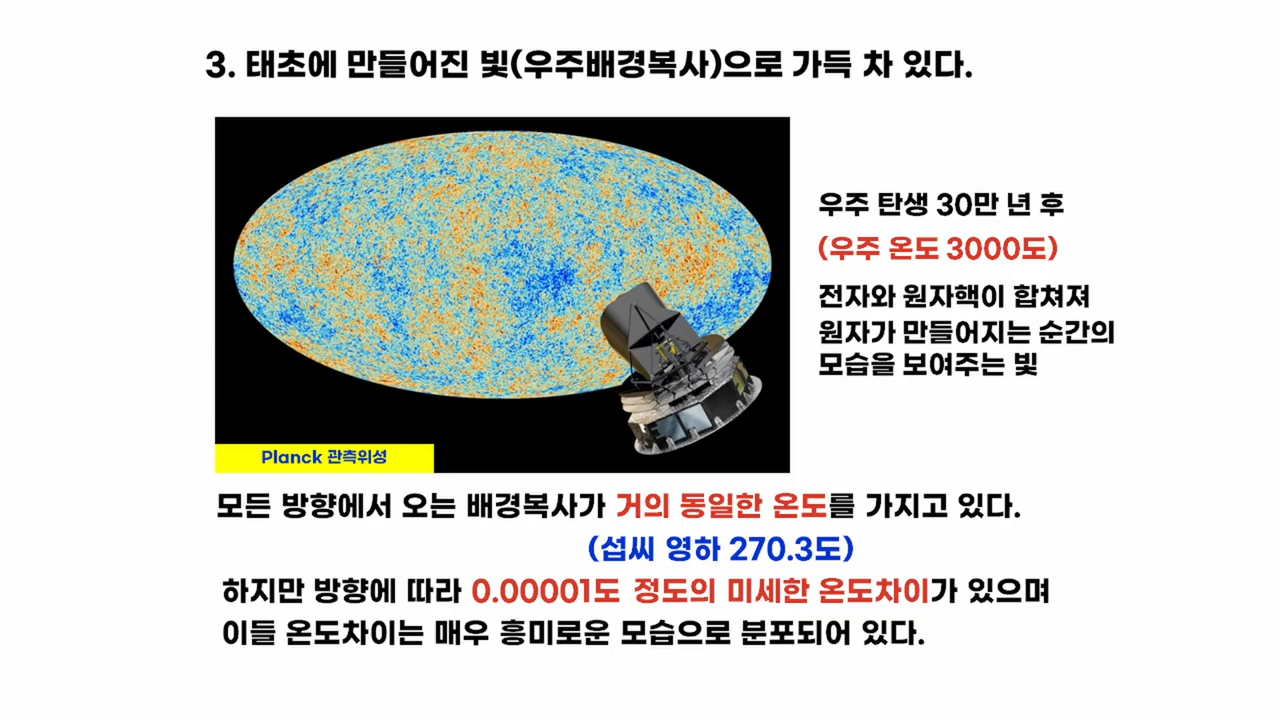 3. 태초에 만들어진 빛(우주배경복사)으로 가득 차 있다.
우주 탄생 30만 년 후
(우주 온도 3000도)
전자와 원자핵이 합쳐져
원자가 만들어지는 순간의
모습을 보여주는 빛
Planck 관측위성
모든 방향에서 오는 배경복사가 거의 동일한 온도를 가지고 있다.
(섭씨 영하 270.3도)
하지만 방향에 따라 0.00001도 정도의 미세한 온도차이가 있으며
이들 온도차이는 매우 흥미로운 모습으로 분포되어 있다.